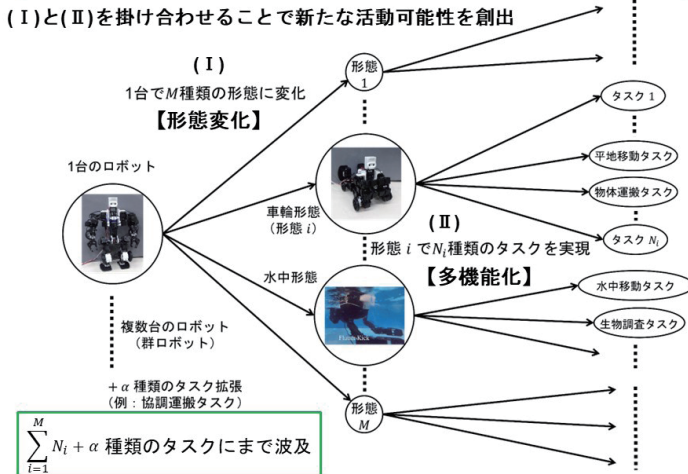 (Ⅰ)と(Ⅱ)を掛け合わせることで新たな活動可能性を創出
(Ⅰ)
1台でM種類の形態に変化
【形態変化】
1台のロボット
形態
1
タスク 1
平地移動タスク
物体運搬タスク
タスク N_i
車輪形態
(形態 i)
(Ⅱ)
形態 i でN_i種類のタスクを実現
【多機能化】
水中形態
水中移動タスク
生物調査タスク
複数台のロボット
(群ロボット)
+α 種類のタスク拡張
(例:協調運搬タスク)
形態
M
\sum_{i=1}^{M} N_i + α 種類のタスクにまで波及